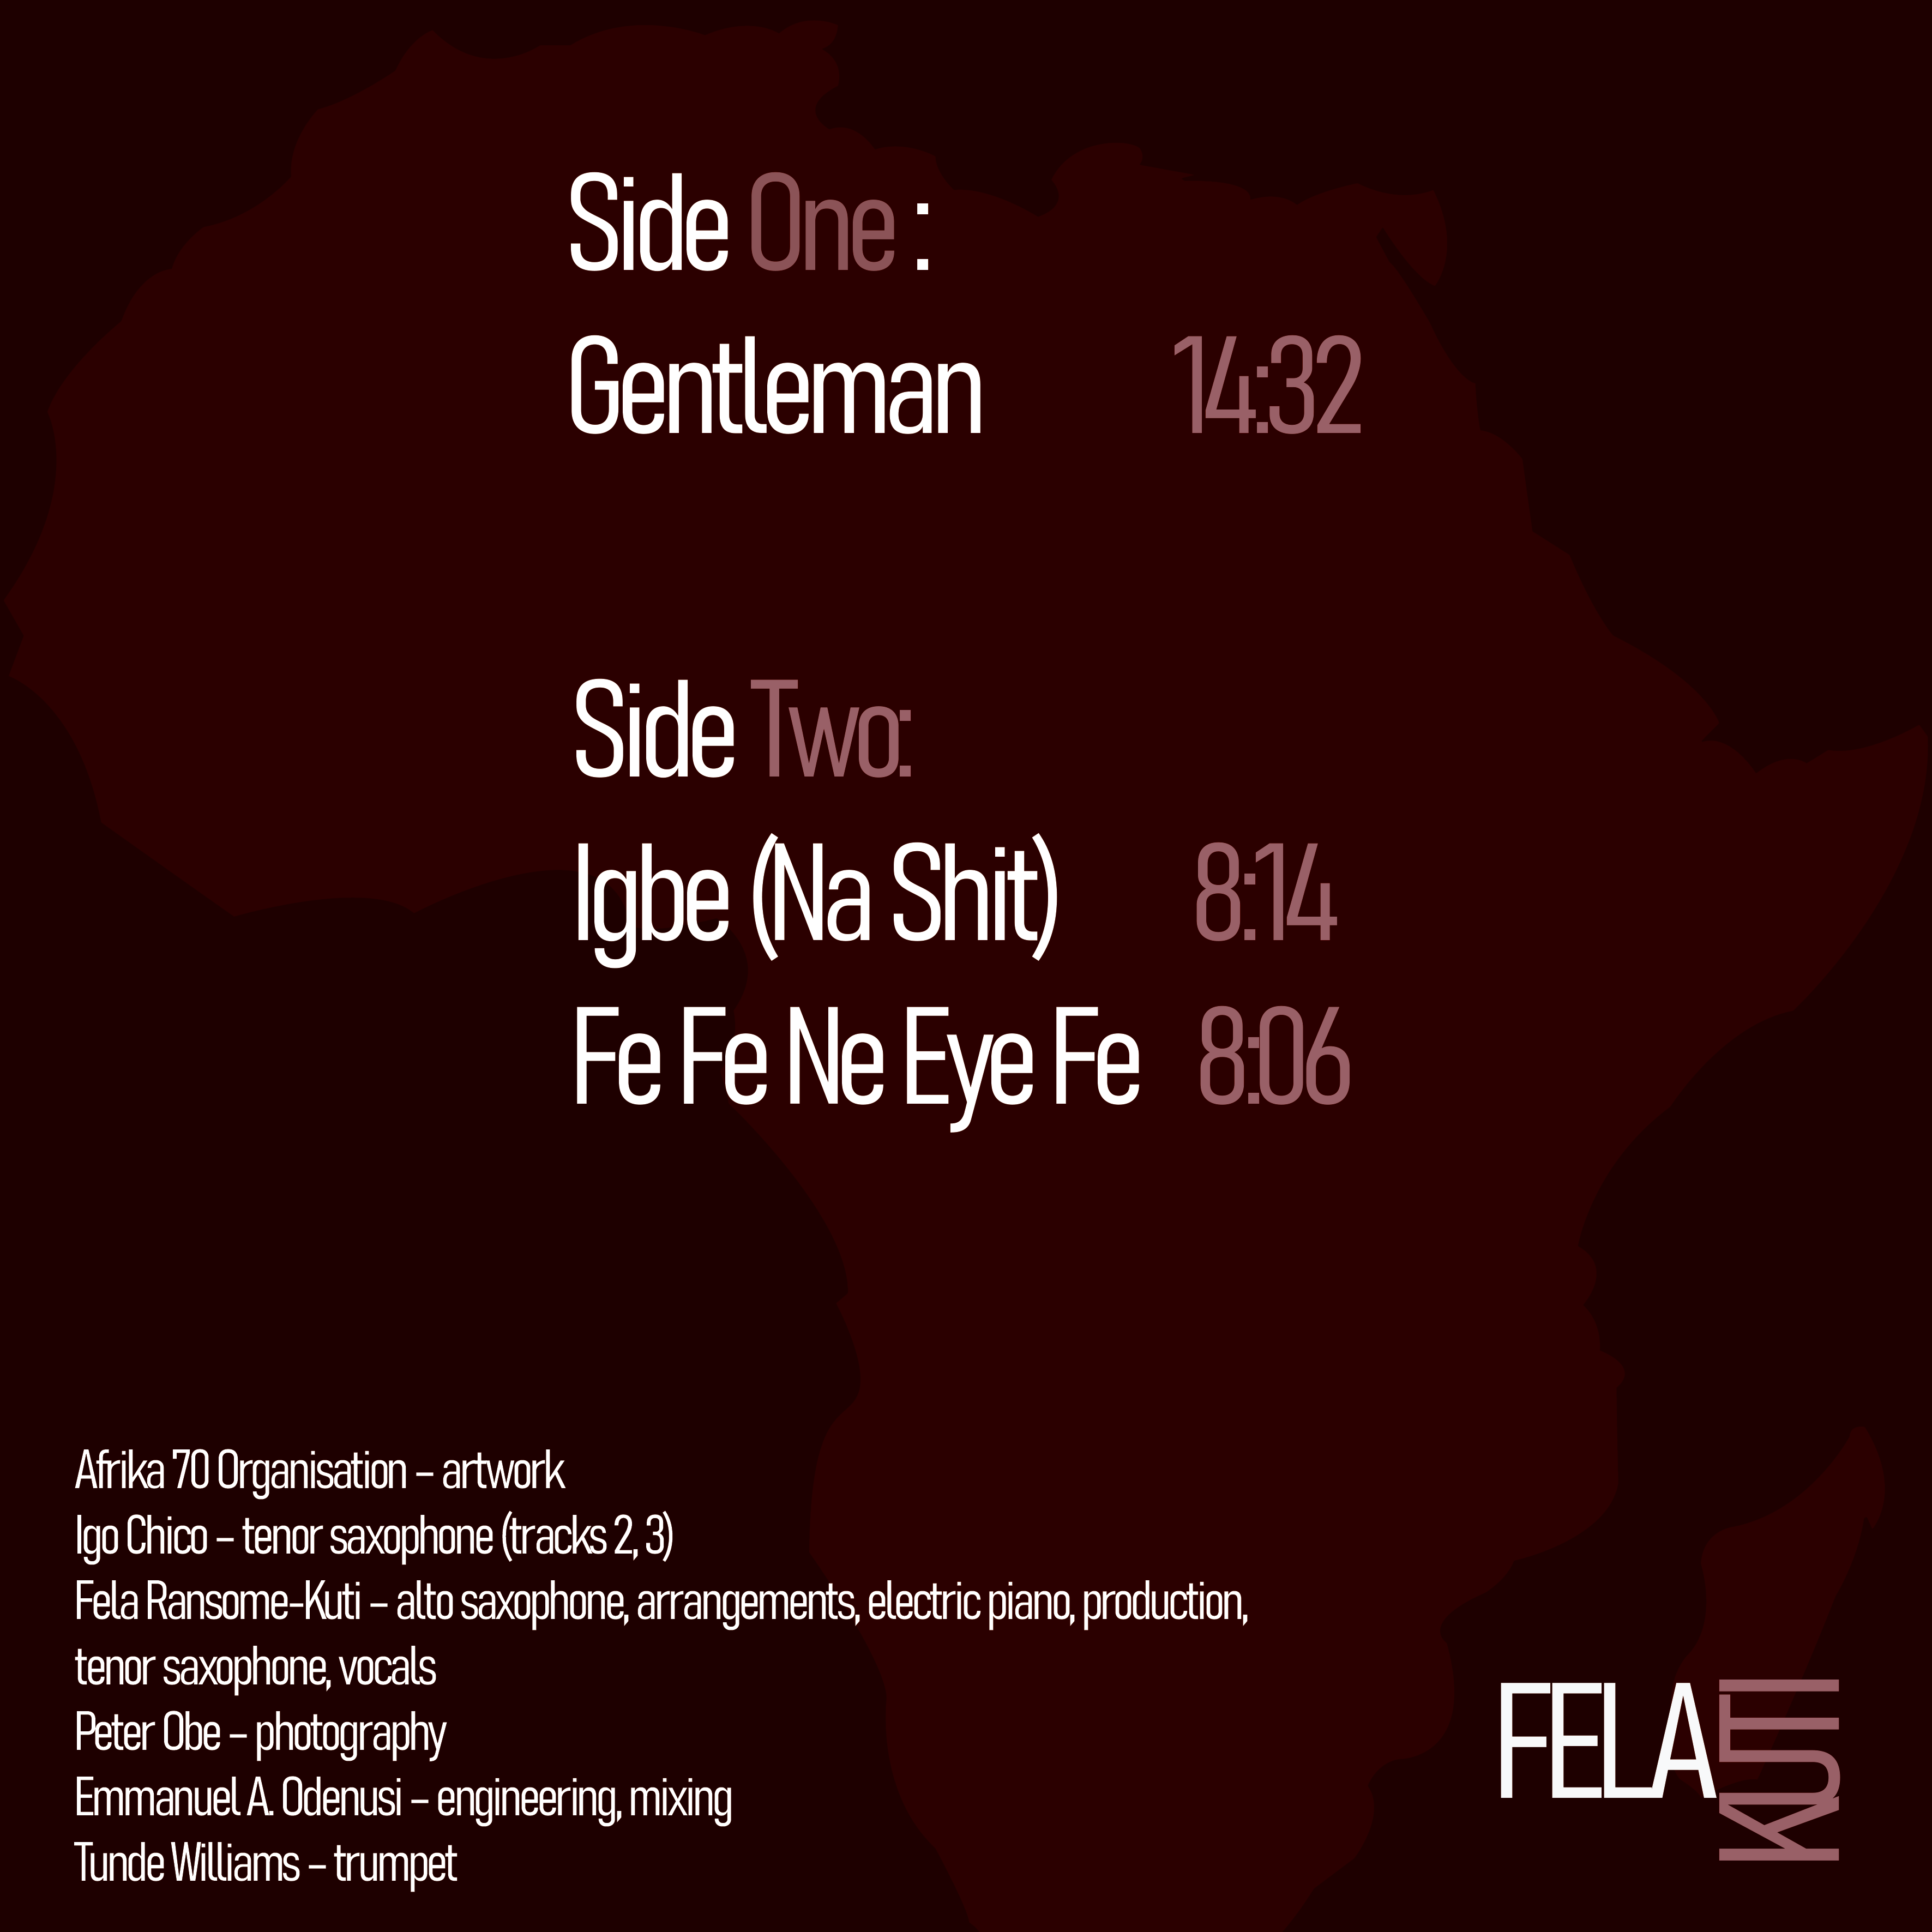 Side One :
Gentleman 14:32
Side Two:
Igbe (Na Shit) 8:14
Fe Fe Ne Eye Fe 8:06
Afrika 70 Organisation – artwork
Igo Chico – tenor saxophone (tracks 2, 3)
Fela Ransome-Kuti – alto saxophone, arrangements, electric piano, production,
tenor saxophone, vocals
Peter Obe – photography
Emmanuel A. Odenusi – engineering, mixing
Tunde Williams – trumpet
FELA
KUTI